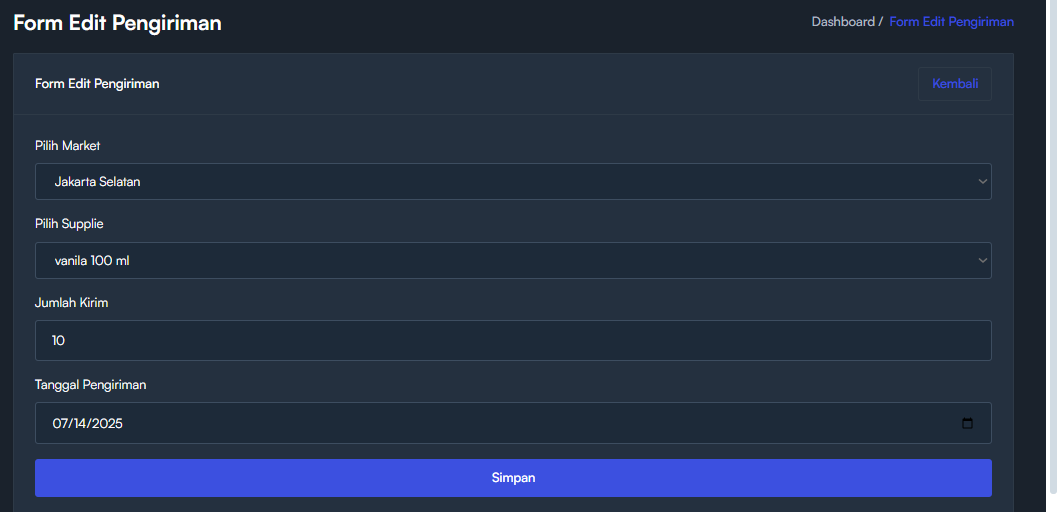 Form Edit Pengiriman
Dashboard / Form Edit Pengiriman
Form Edit Pengiriman
Kembali
Pilih Market
Jakarta Selatan
Pilih Supplie
vanila 100 ml
Jumlah Kirim
10
Tanggal Pengiriman
07/14/2025
Simpan